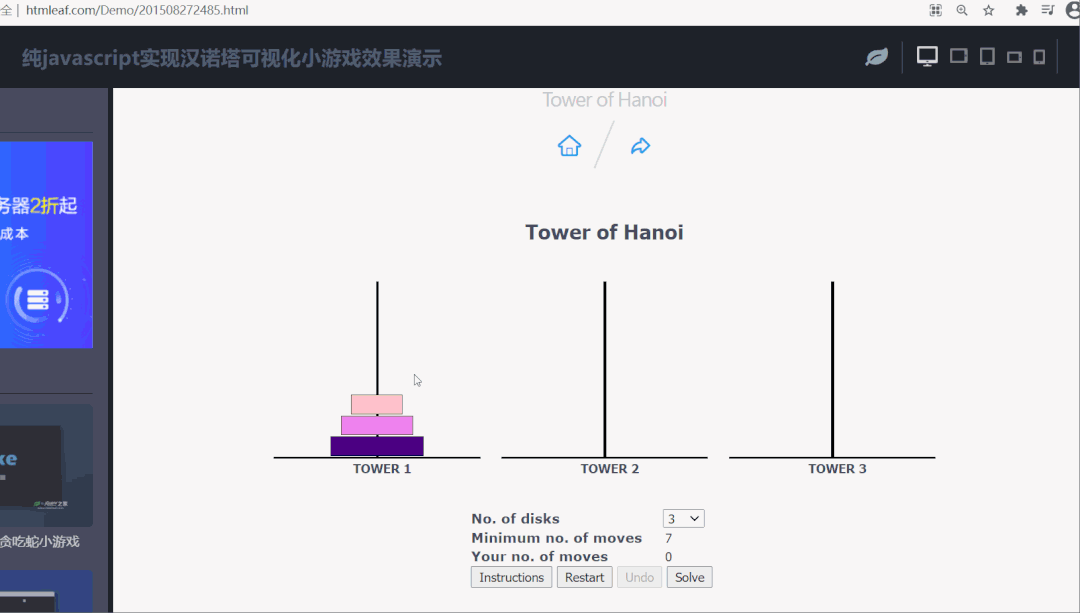 全 | htmleaf.com/Demo/201508272485.html
纯javascript实现汉诺塔可视化小游戏效果演示
Tower of Hanoi
务器2折起
成本
Tower of Hanoi
TOWER 1 TOWER 2 TOWER 3
贪吃蛇小游戏
No. of disks 3
Minimum no. of moves 7
Your no. of moves 0
Instructions Restart Undo Solve